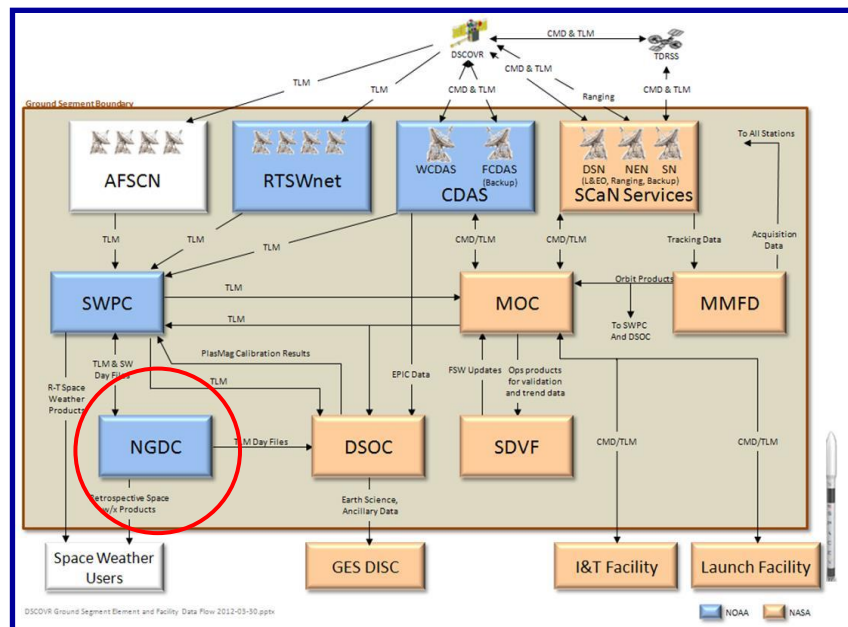 CMD & TLM
DSCOVR
TDRSS
TLM
TLM
CMD & TLM
CMD & TLM
CMD & TLM
Ranging
CMD & TLM
Ground Segment Boundary
To All Stations
WCDAS
FCDAS
(Backup)
DSN
NEN
SN
(L&EO, Ranging, Backup)
AFSCN
RTSWnet
CDAS
SCaN Services
TLM
TLM
TLM
CMD/TLM
CMD/TLM
Tracking Data
Acquisition
Data
Orbit Products
SWPC
TLM
MOC
MMFD
TLM
To SWPC
And DSOC
PlasMag Calibration Results
TLM & SW
Day Files
R-T Space
Weather
Products
TLM
EPIC Data
FSW Updates
Ops products
for validation
and trend data
NGDC
TLM Day Files
DSOC
SDVF
CMD/TLM
CMD/TLM
Retrospective Space
w/x Products
Earth Science,
Ancillary Data
Space Weather
Users
GES DISC
I&T Facility
Launch Facility
DSCOVR Ground Segment Element and Facility Data Flow 2012-03-30.pptx
NOAA
NASA